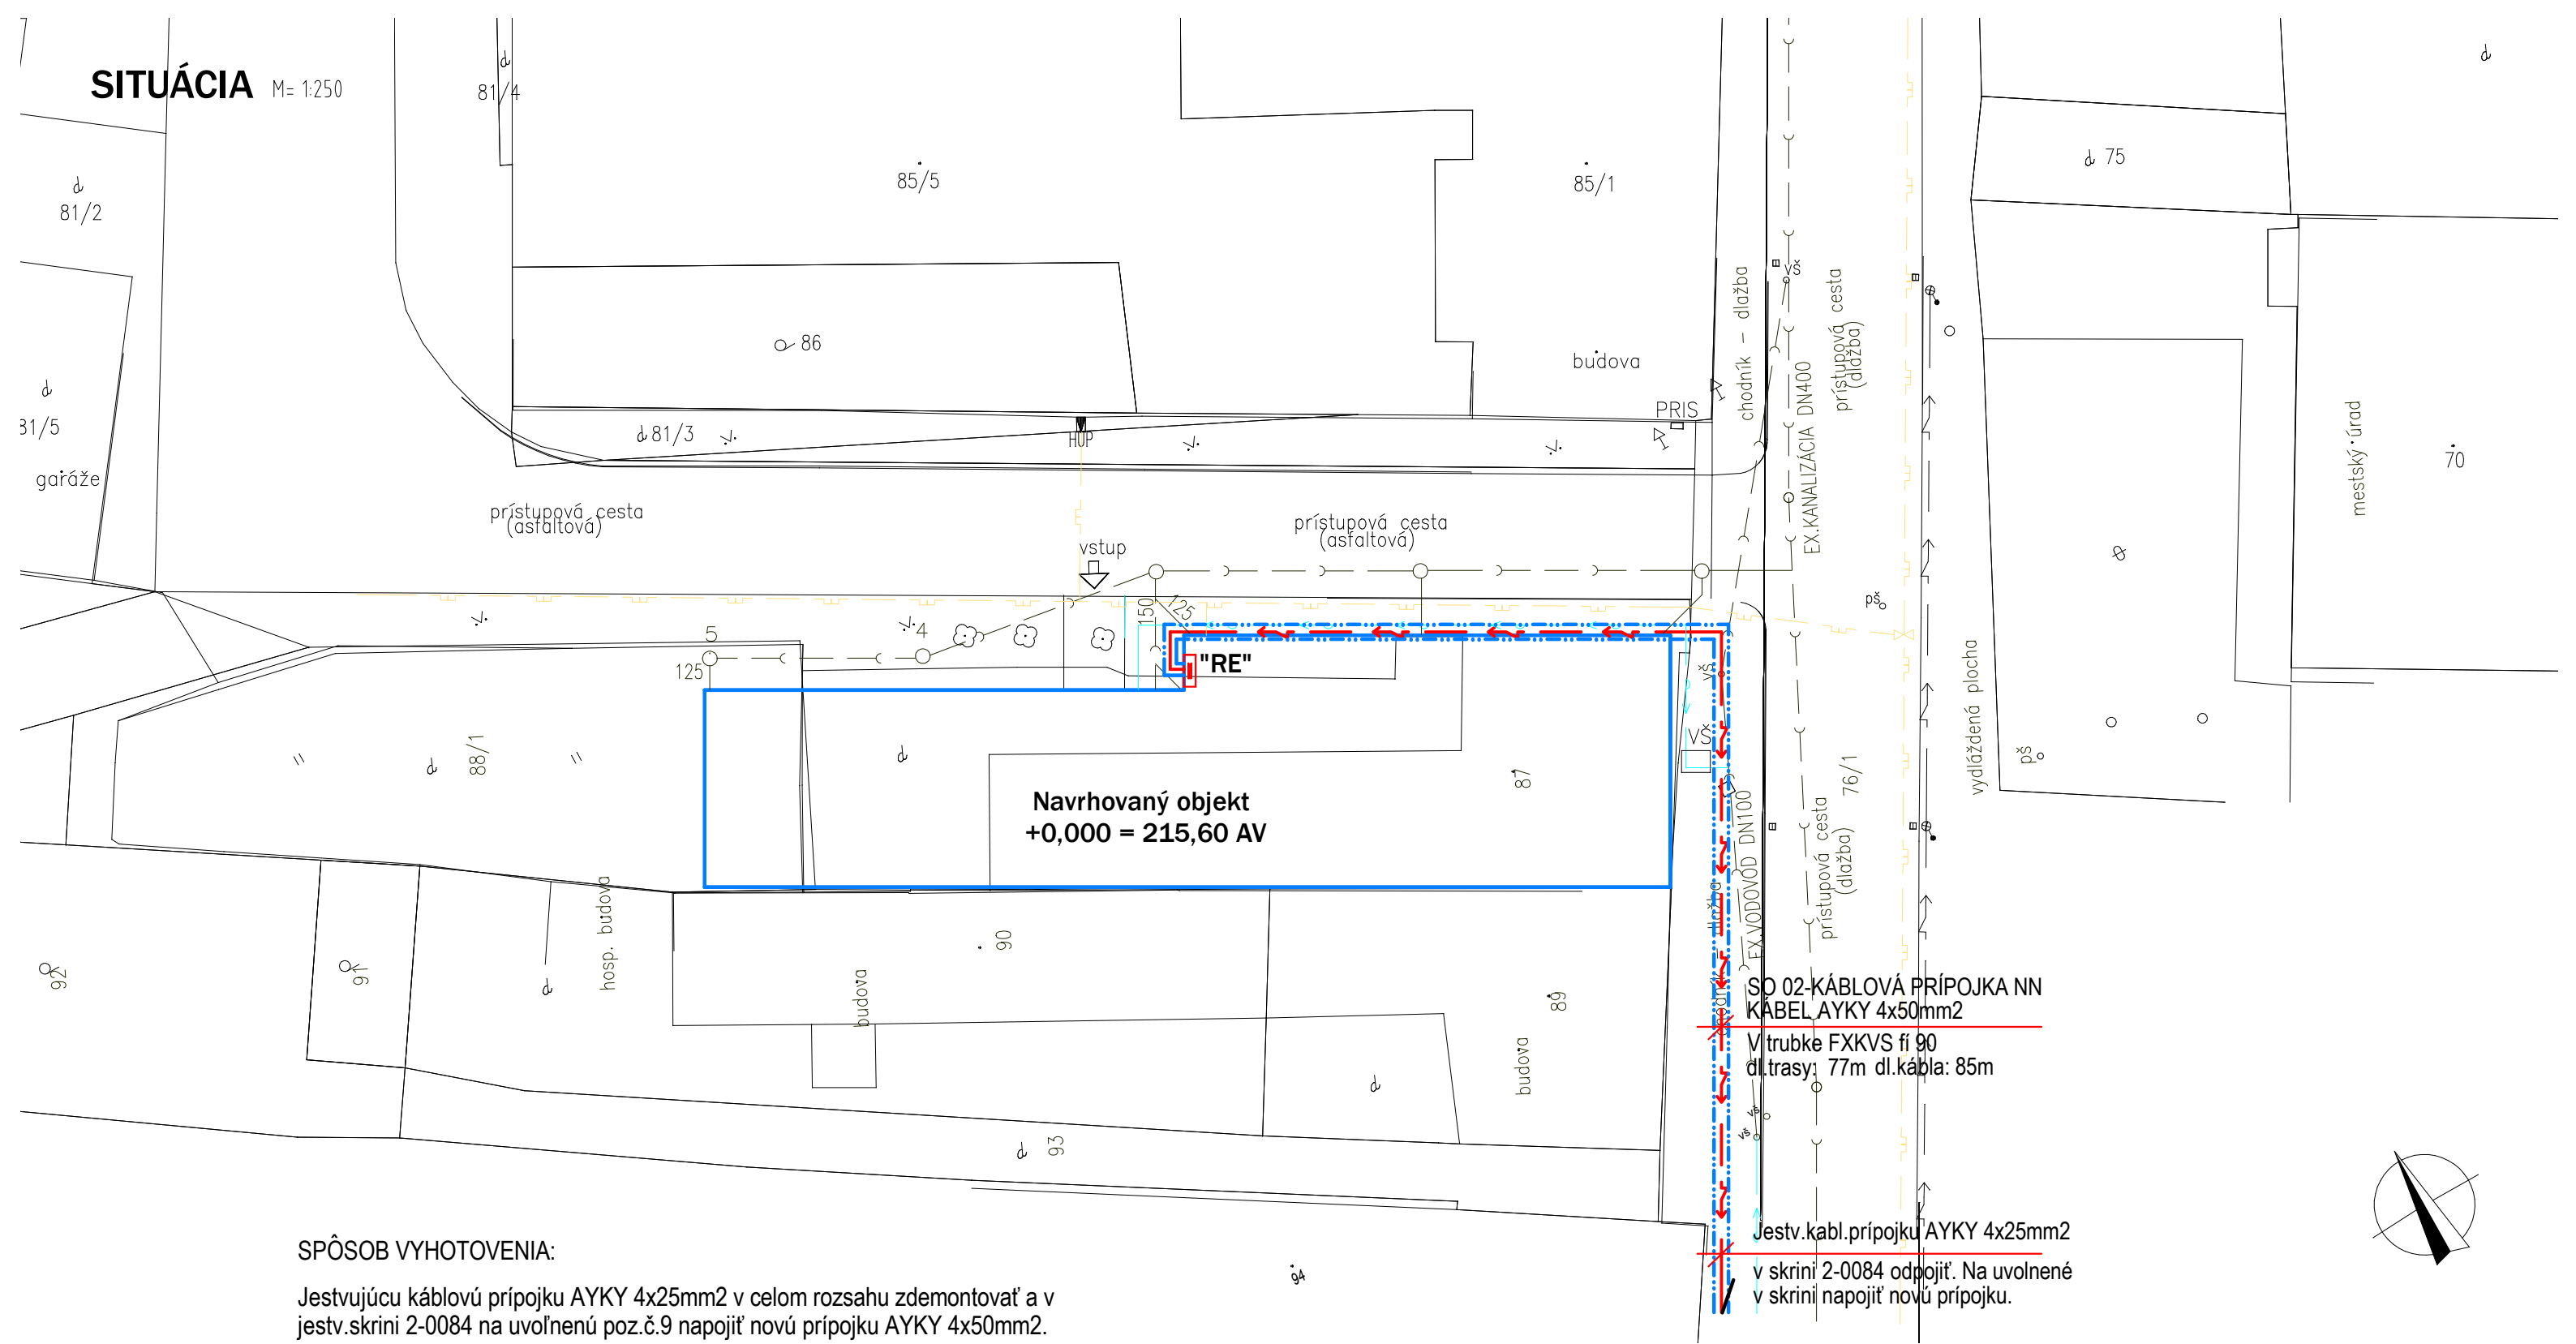 SITUÁCIA M= 1:250
81/4
81/2
81/5
garáže
85/5
85/1
86
budova
81/3
HUP
PRIS
75
70
mestský úrad
chodník - dlažba
vš
prístupová cesta
(dlažba)
EX.KANALIZÁCIA DN400
prístupová cesta
(asfaltová)
prístupová cesta
(asfaltová)
vstup
150
125
5
4
125
"RE"
vš
VŠ
pš
pš
vydláždená plocha
88/1
87
76/1
Navrhovaný objekt
+0,000 = 215,60 AV
EX.VODOVOD DN100
prístupová cesta
(dlažba)
hosp. budova
92
91
90
budova
89
budova
93
94
SO 02-KÁBLOVÁ PRÍPOJKA NN
KÁBEL AYKY 4x50mm2
V trubke FXKVS fí 90
dl.trasy: 77m dl.kábla: 85m
vš
vš
Jestv.kabl.prípojku AYKY 4x25mm2
v skrini 2-0084 odpojiť. Na uvolnené
v skrini napojiť novú prípojku.
SPÔSOB VYHOTOVENIA:
Jestvujúcu káblovú prípojku AYKY 4x25mm2 v celom rozsahu zdemontovať a v
jestv.skrini 2-0084 na uvoľnenú poz.č.9 napojiť novú prípojku AYKY 4x50mm2.